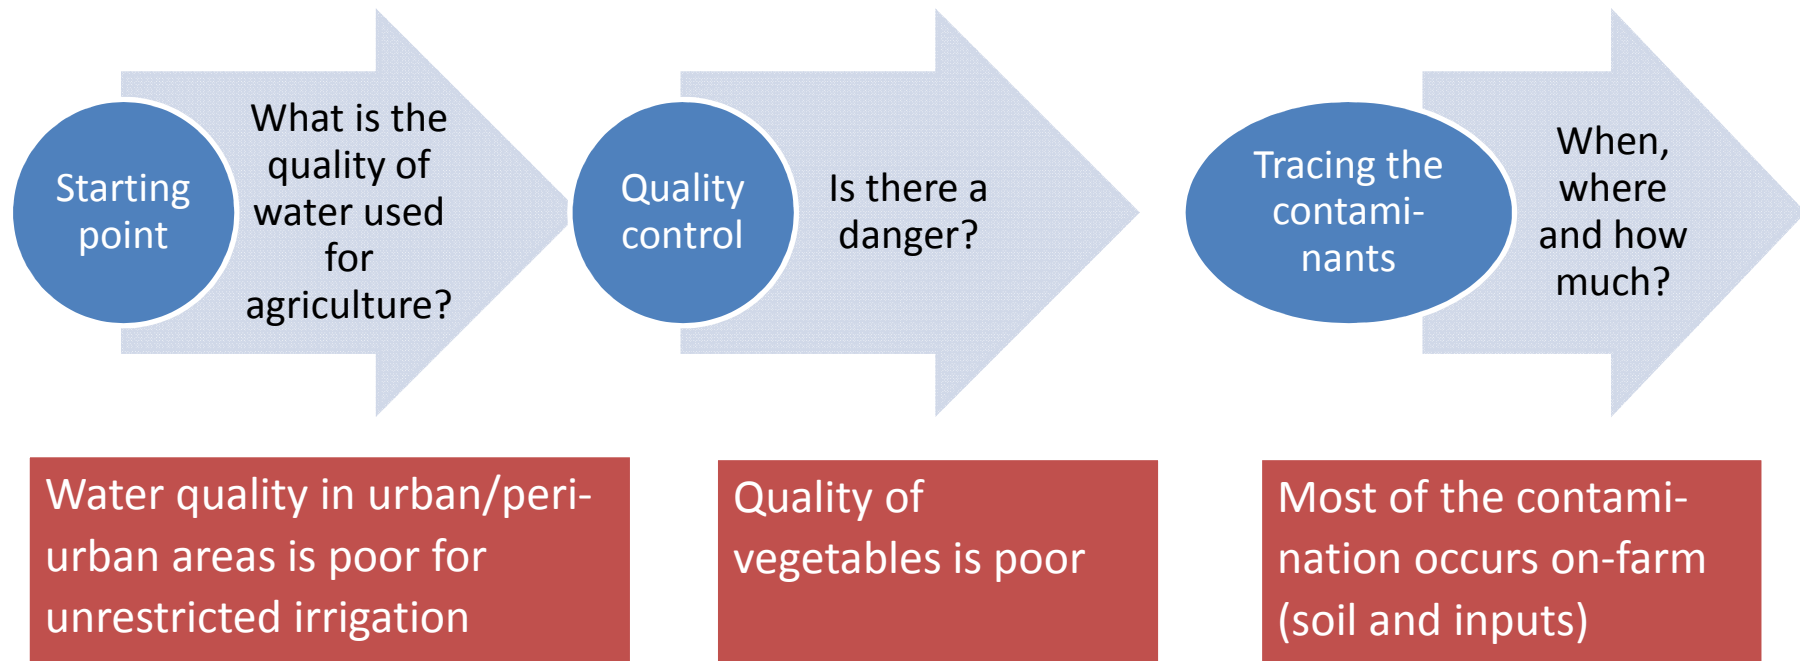 Starting
point
What is the
quality of
water used
for
agriculture?
Quality
control
Is there a
danger?
Tracing the
contami-
nants
When,
where
and how
much?
Water quality in urban/peri-
urban areas is poor for
unrestricted irrigation
Quality of
vegetables is poor
Most of the contami-
nation occurs on-farm
(soil and inputs)